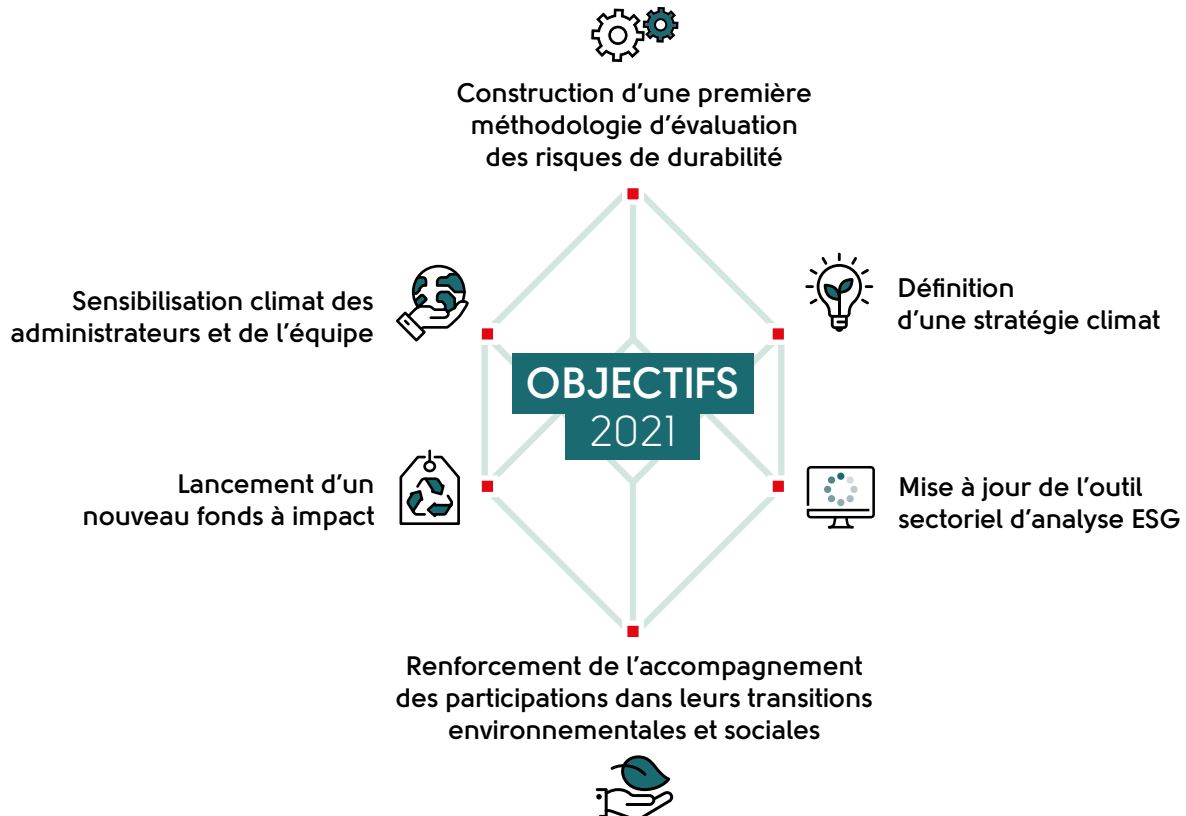 Construction d’une première
méthodologie d’évaluation
des risques de durabilité
Sensibilisation climat des
administrateurs et de l’équipe
Définition
d’une stratégie climat
OBJECTIFS
2021
Lancement d’un
nouveau fonds à impact
Mise à jour de l’outil
sectoriel d’analyse ESG
Renforcement de l’accompagnement
des participations dans leurs transitions
environnementales et sociales